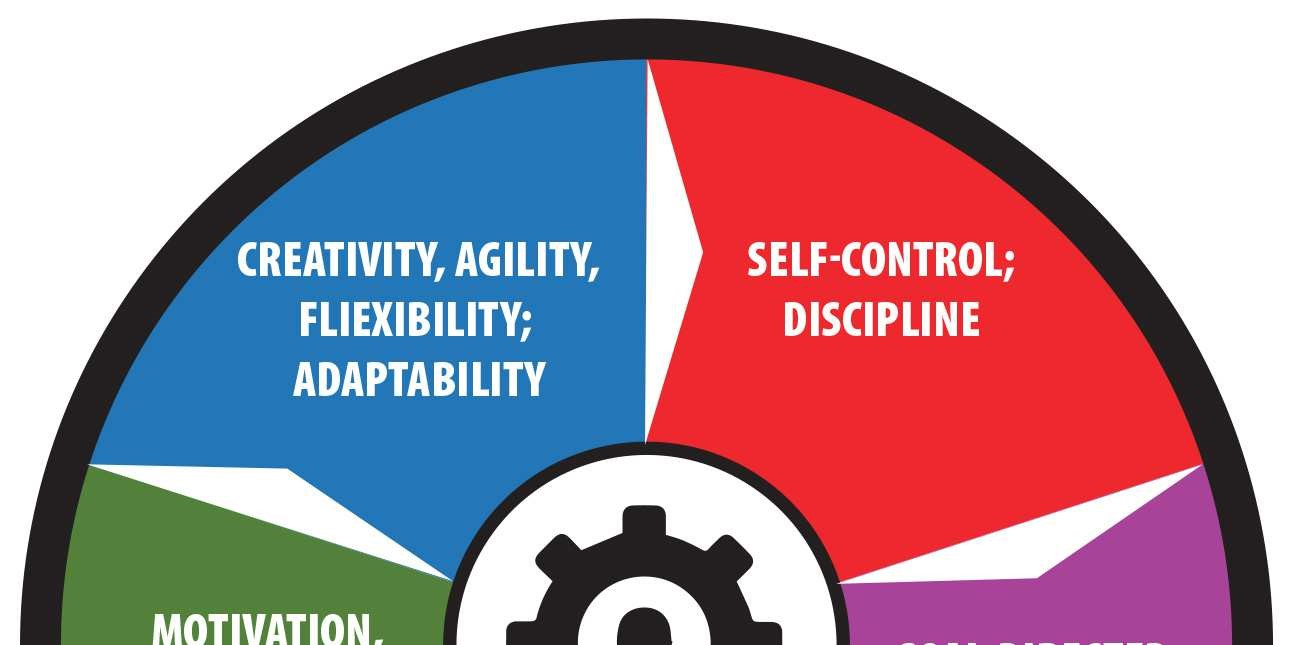 CREATIVITY, AGILITY,
FLIEXIBILITY;
ADAPTABILITY
SELF-CONTROL;
DISCIPLINE
MOTIVATION,